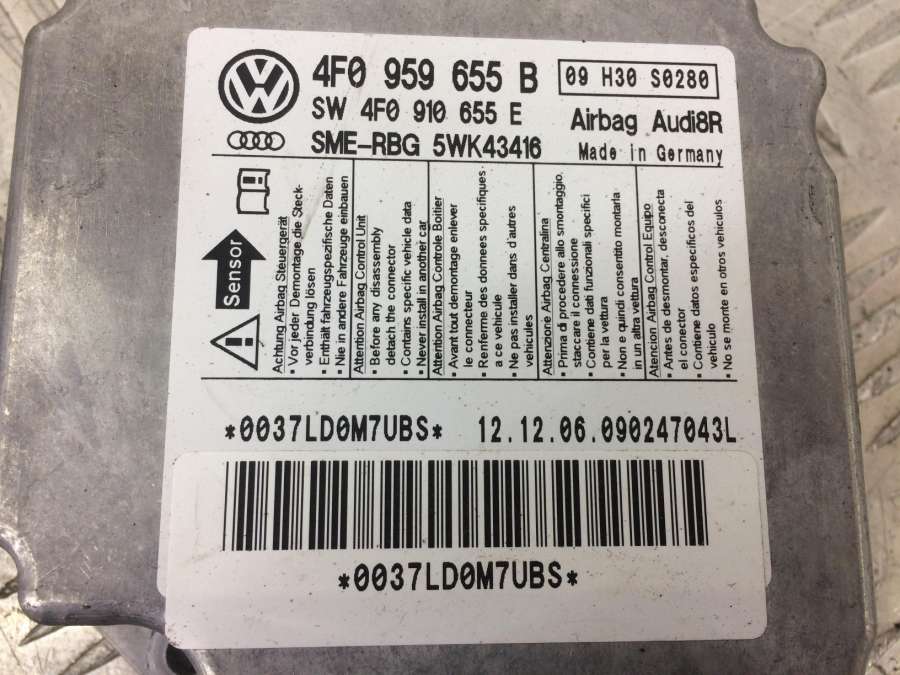 4F0 959 655 B
09 H30 S0280
SW 4F0 910 655 E
Airbag Audi8R
SME-RBG 5WK43416
Made in Germany
Sensor
Achtung Airbag Steuergerät
• Vor jeder Demontage die Steck-
verbindung lösen
• Enthält fahrzeugspezifische Daten
• Nie in andere Fahrzeuge einbauen
Attention Airbag Control Unit
• Before any disassembly
detach the connector
• Contains specific vehicle data
• Never install in another car
Attention Airbag Controle Boitier
• Avant tout demontage enlever
le connecteur
• Renferme des donnees specifiques
a ce vehicule
• Ne pas installer dans d'autres
vehicules
Attenzione Airbag Centralina
• Prima di procedere allo smontaggio,
staccare il connessione
• Contiene dati funzionali specifici
per la vettura
• Non e quindi consentito montarla
in un altra vettura
Atencion Airbag Control Equipo
• Antes de desmontar, desconecta
el conector
• Contiene dattos especificos del
vehiculo
• No se monte en otros vehiculos
*0037LD0M7UBS*
12.12.06.090247043L
*0037LD0M7UBS*